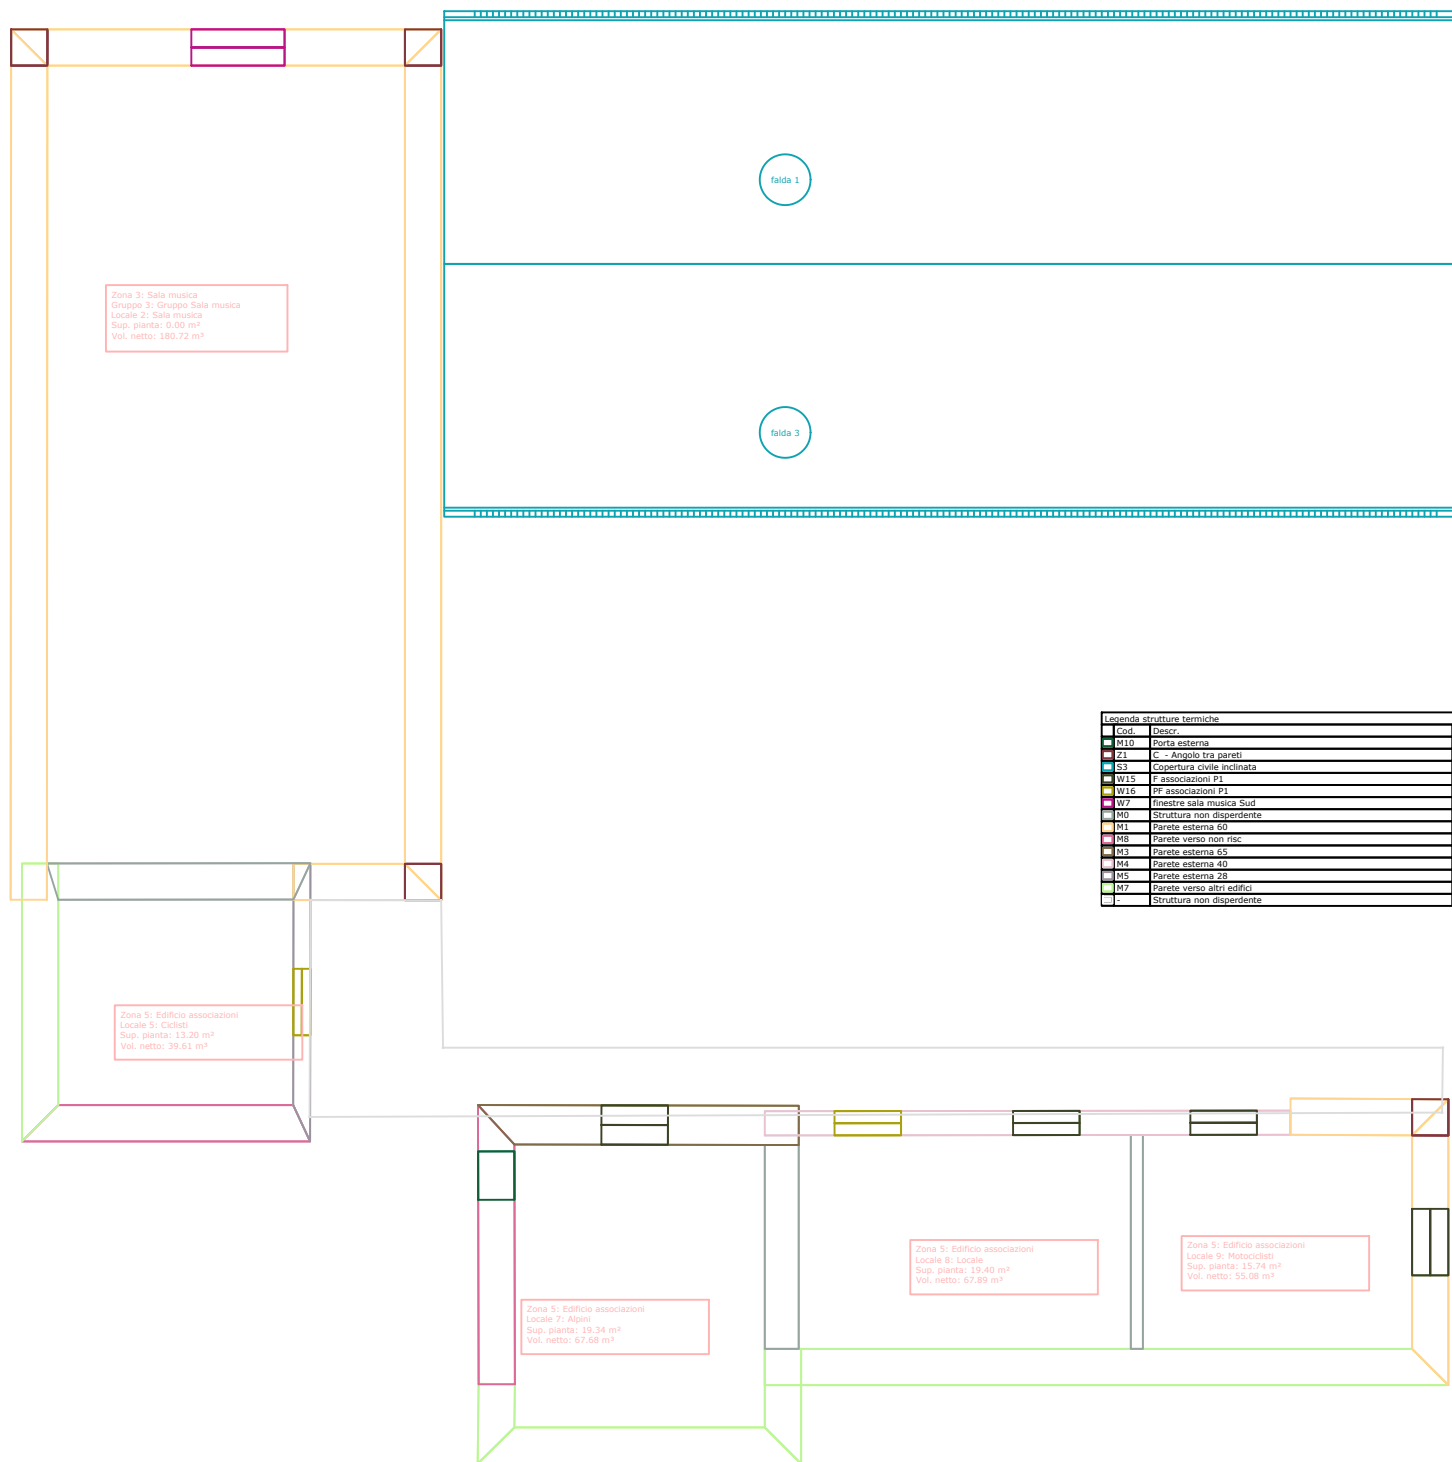 falda 1
Zona 3: Sala musica
Gruppo 3: Gruppo Sala musica
Locale 2: Sala musica
Sup. pianta: 0.00 m²
Vol. netto: 180.72 m³
falda 3
Legenda strutture termiche
Cod. Descr.
M10 Porta esterna
Z1 C - Angolo tra pareti
S3 Copertura civile inclinata
W15 F associazioni P1
W16 PF associazioni P1
W7 finestre sala musica Sud
M0 Struttura non disperdente
M1 Parete esterna 60
M8 Parete verso non risc
M3 Parete esterna 65
M4 Parete esterna 40
M5 Parete esterna 28
M7 Parete verso altri edifici
- Struttura non disperdente
Zona 5: Edificio associazioni
Locale 5: Ciclisti
Sup. pianta: 13.20 m²
Vol. netto: 39.61 m³
Zona 5: Edificio associazioni
Locale 8: Locale
Sup. pianta: 19.40 m²
Vol. netto: 67.89 m³
Zona 5: Edificio associazioni
Locale 9: Motociclisti
Sup. pianta: 15.74 m²
Vol. netto: 55.08 m³
Zona 5: Edificio associazioni
Locale 7: Alpini
Sup. pianta: 19.34 m²
Vol. netto: 67.68 m³